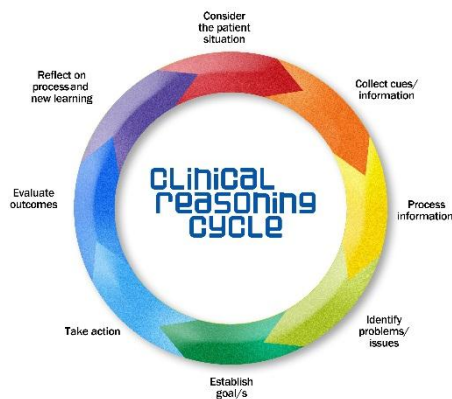 Consider
the patient
situation
Collect cues/
information
Process
information
Identify
problems/
issues
Establish
goal/s
Take action
Evaluate
outcomes
Reflect on
process and
new learning
clinical
reasoning
cycle